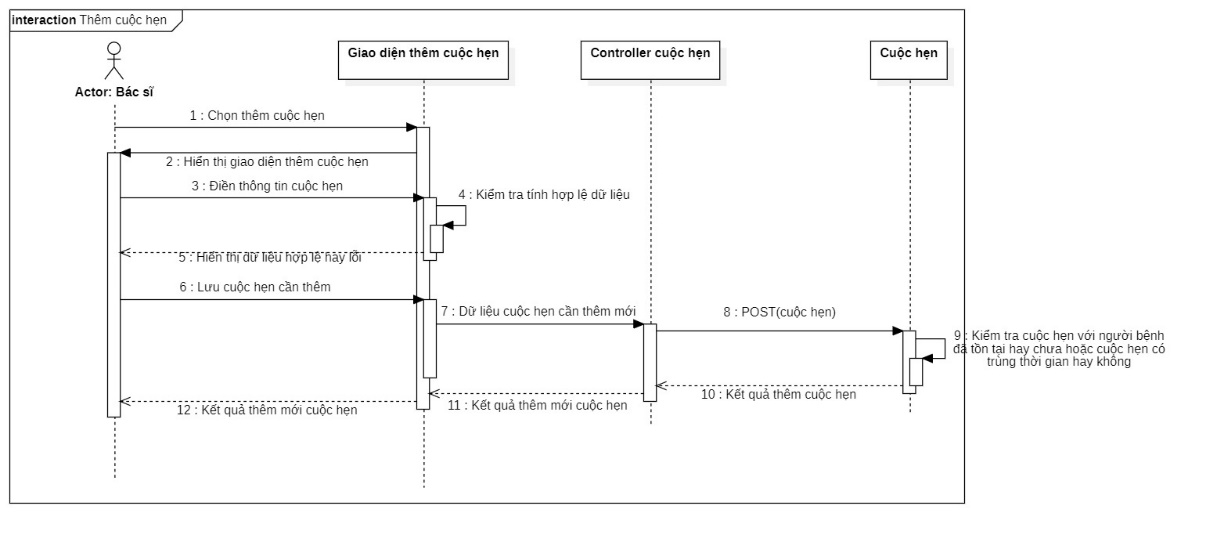 interaction Thêm cuộc hẹn
Giao diện thêm cuộc hẹn
Controller cuộc hẹn
Cuộc hẹn
Actor: Bác sĩ
1 : Chọn thêm cuộc hẹn
2 : Hiển thị giao diện thêm cuộc hẹn
3 : Điền thông tin cuộc hẹn
4 : Kiểm tra tính hợp lệ dữ liệu
5 : Hiển thị dữ liệu hợp lệ hay lỗi
6 : Lưu cuộc hẹn cần thêm
7 : Dữ liệu cuộc hẹn cần thêm mới
8 : POST(cuộc hẹn)
9 : Kiểm tra cuộc hẹn với người bệnh
đã tồn tại hay chưa hoặc cuộc hẹn có
trùng thời gian hay không
10 : Kết quả thêm cuộc hẹn
11 : Kết quả thêm mới cuộc hẹn
12 : Kết quả thêm mới cuộc hẹn